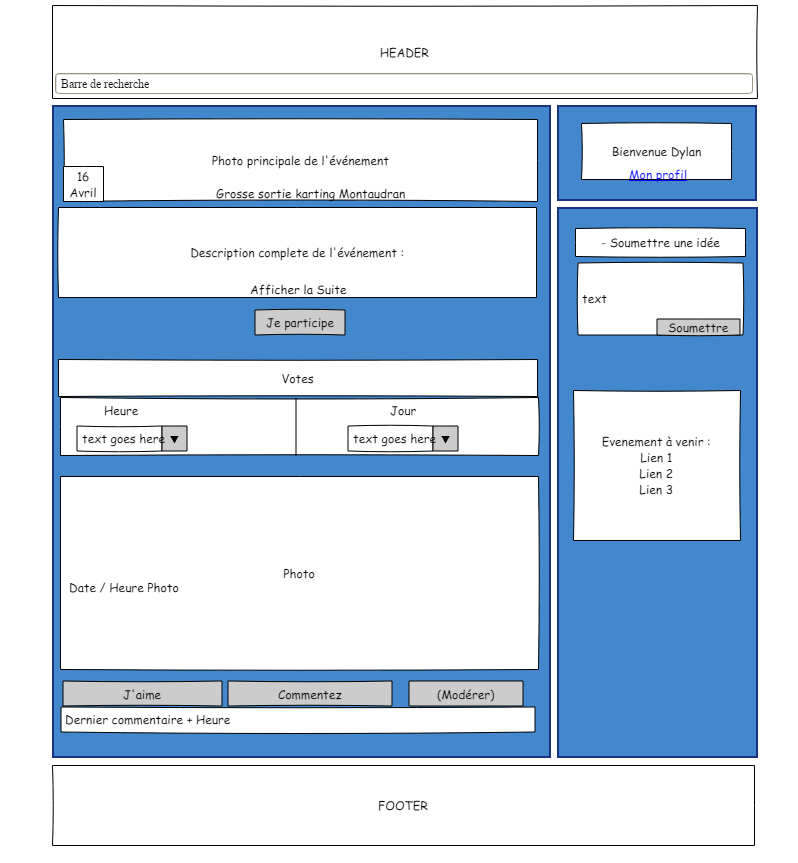 HEADER
Barre de recherche
Photo principale de l'événement
16
Avril
Grosse sortie karting Montaudran
Description complete de l'événement :
Afficher la Suite
Je participe
Votes
Heure
Jour
text goes here ▼
text goes here ▼
Photo
Date / Heure Photo
J'aime
Commentez
(Modérer)
Dernier commentaire + Heure
Bienvenue Dylan
Mon profil
- Soumettre une idée
text
Soumettre
Evenement à venir :
Lien 1
Lien 2
Lien 3
FOOTER